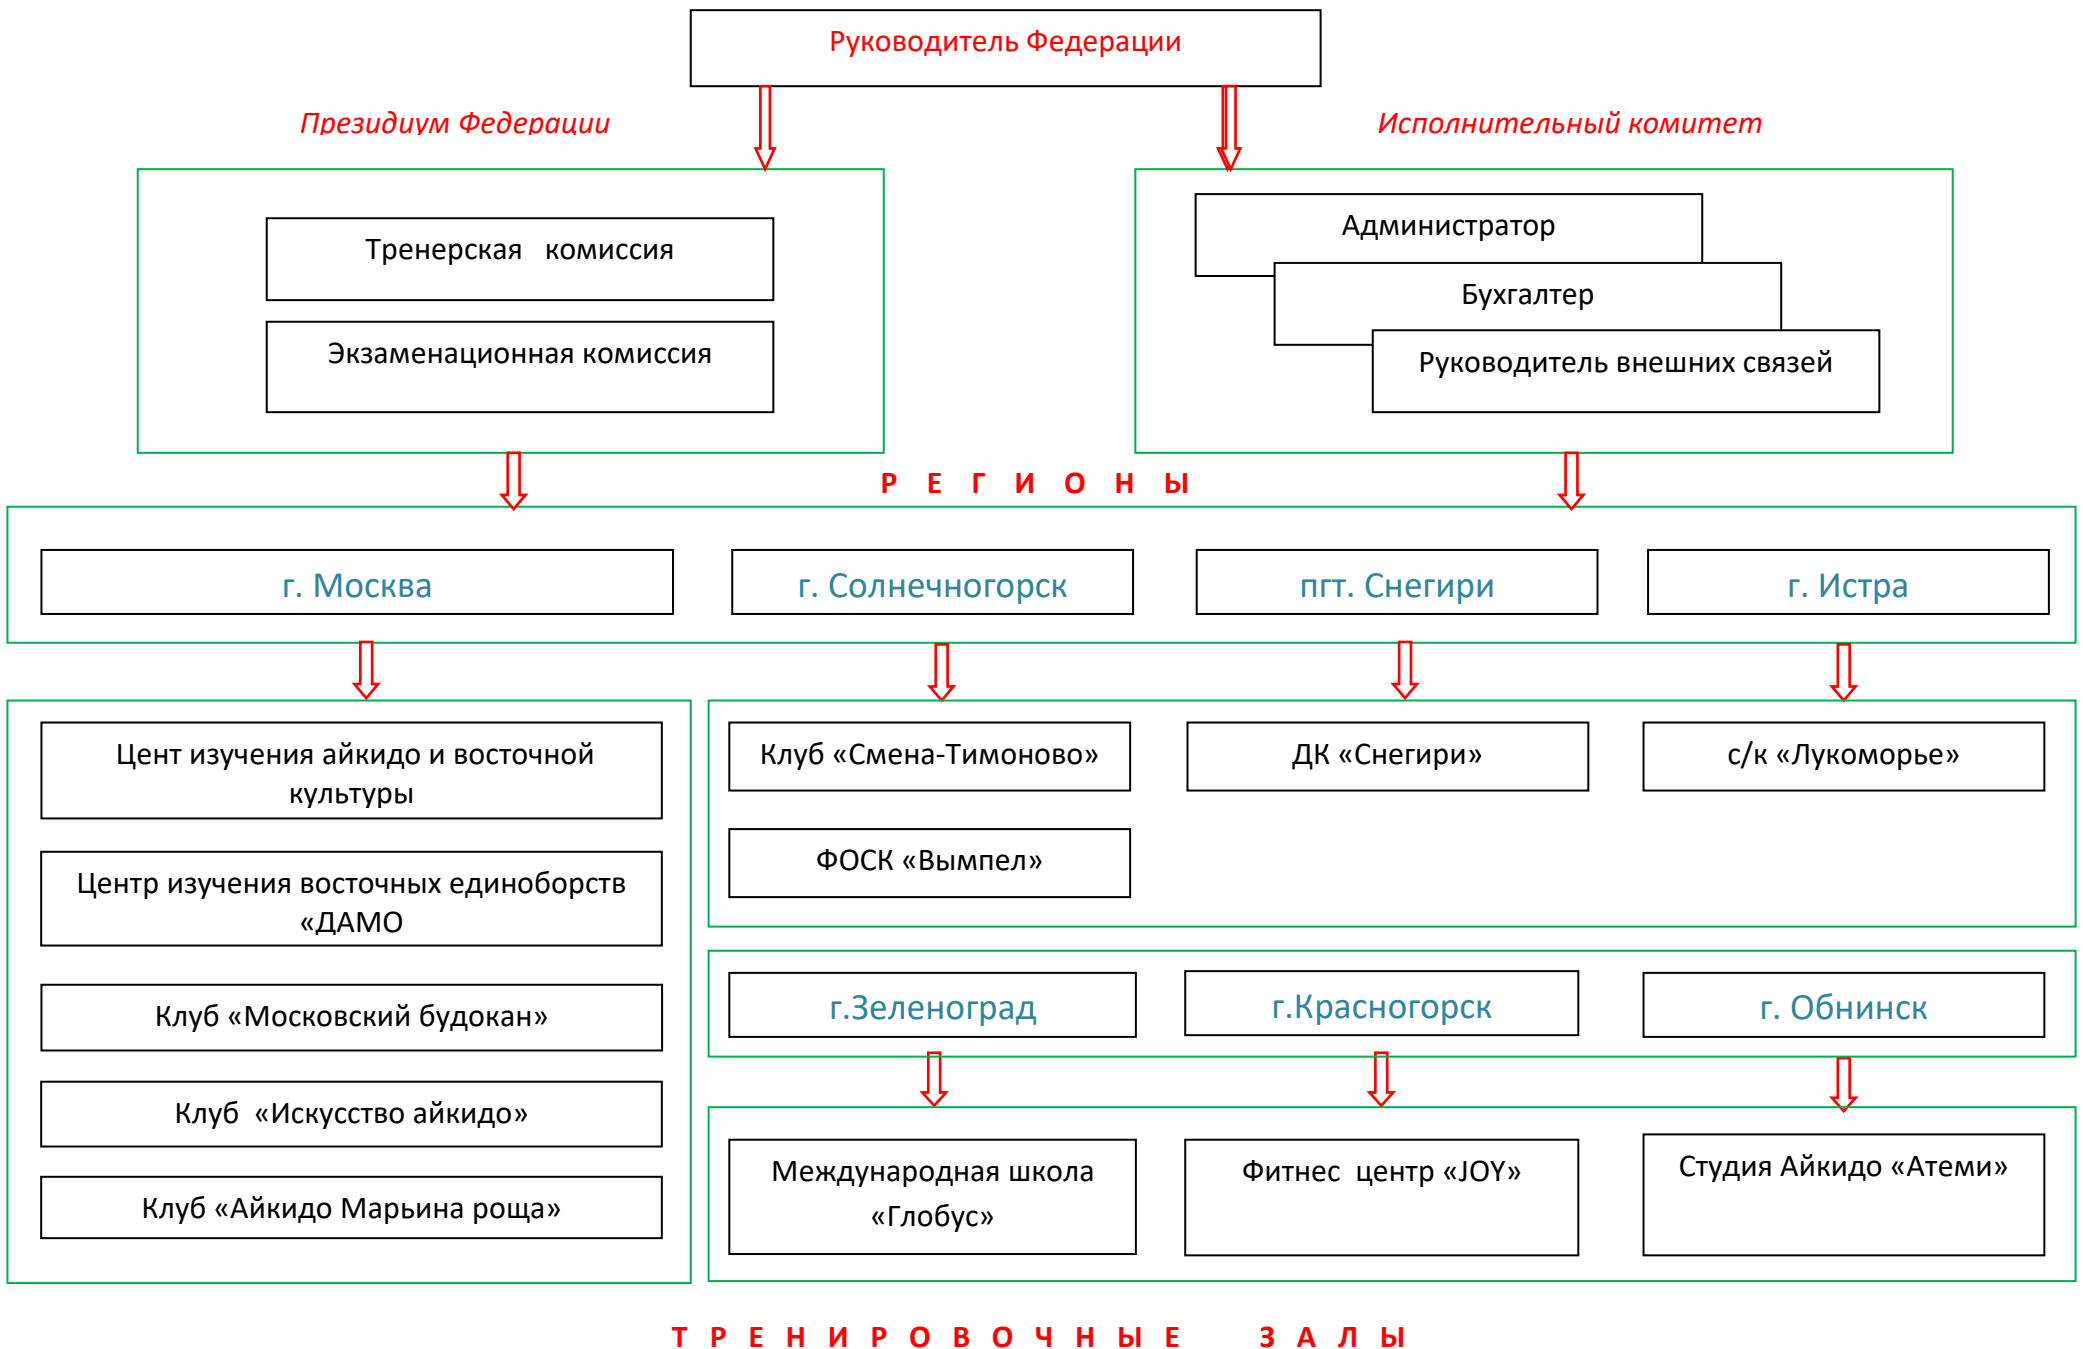 Руководитель Федерации
Президиум Федерации
Исполнительный комитет
Тренерская комиссия
Экзаменационная комиссия
Администратор
Бухгалтер
Руководитель внешних связей
Р Е Г И О Н Ы
г. Москва
г. Солнечногорск
пгт. Снегири
г. Истра
Цент изучения айкидо и восточной
культуры
Центр изучения восточных единоборств
«ДАМО
Клуб «Московский будокан»
Клуб «Искусство айкидо»
Клуб «Айкидо Марьина роща»
Клуб «Смена-Тимоново»
ДК «Снегири»
с/к «Лукоморье»
ФОСК «Вымпел»
г.Зеленоград
г.Красногорск
г. Обнинск
Международная школа
«Глобус»
Фитнес центр «JOY»
Студия Айкидо «Атеми»
Т Р Е Н И Р О В О Ч Н Ы Е З А Л Ы